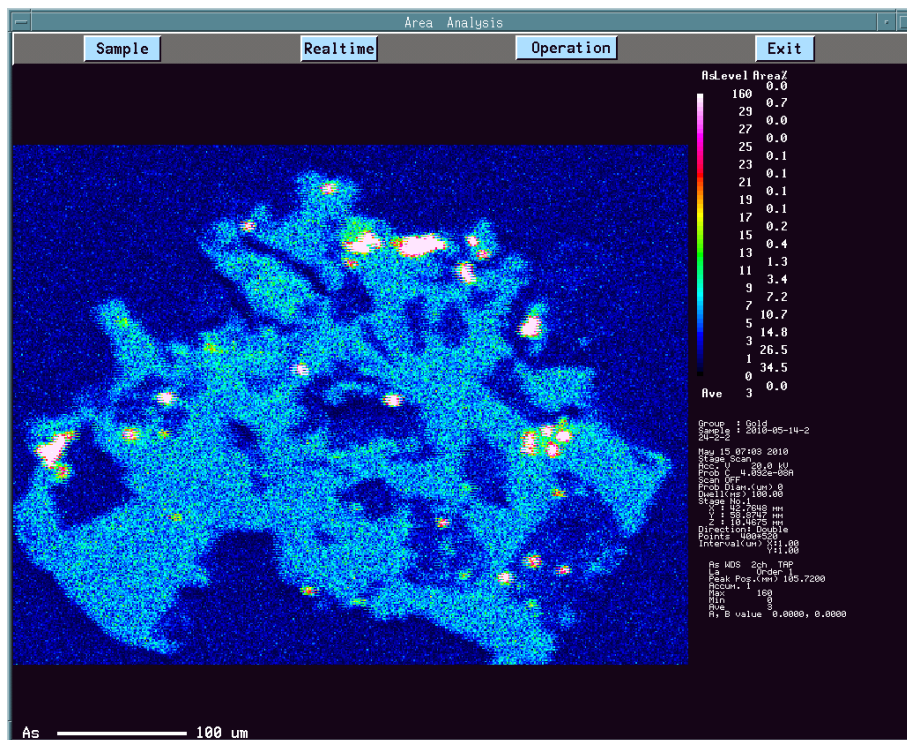 Area Analysis
Sample Realtime Operation Exit
AsLevel Area%
0.0
160
0.7
29
0.0
27
0.0
25
0.1
23
0.1
21
0.1
19
0.1
17
0.2
15
0.4
13
1.3
11
3.4
9
7.2
7
10.7
5
14.8
3
26.5
1
34.5
0
0.0
Ave 3
Group : Gold
Sample : 2010-05-14-2
24-2-2
May 15 07:03 2010
Stage Scan
Acc. V 20.0 kV
Prob C 4.092e-08A
Scan OFF
Prob Diam.(um) 0
Dwell(ms) 100.00
Stage No.1
X : 42.7648 mm
Y : 58.8747 mm
Z : 10.4675 mm
Direction: Double
Points 400*520
Interval(um) X:1.00
Y:1.00
As WDS 2ch TAP
La Order 1
Peak Pos.(mm) 105.7200
Accum. 1
Max 160
Min 0
Ave 3
A, B value 0.0000, 0.0000
As 100 um